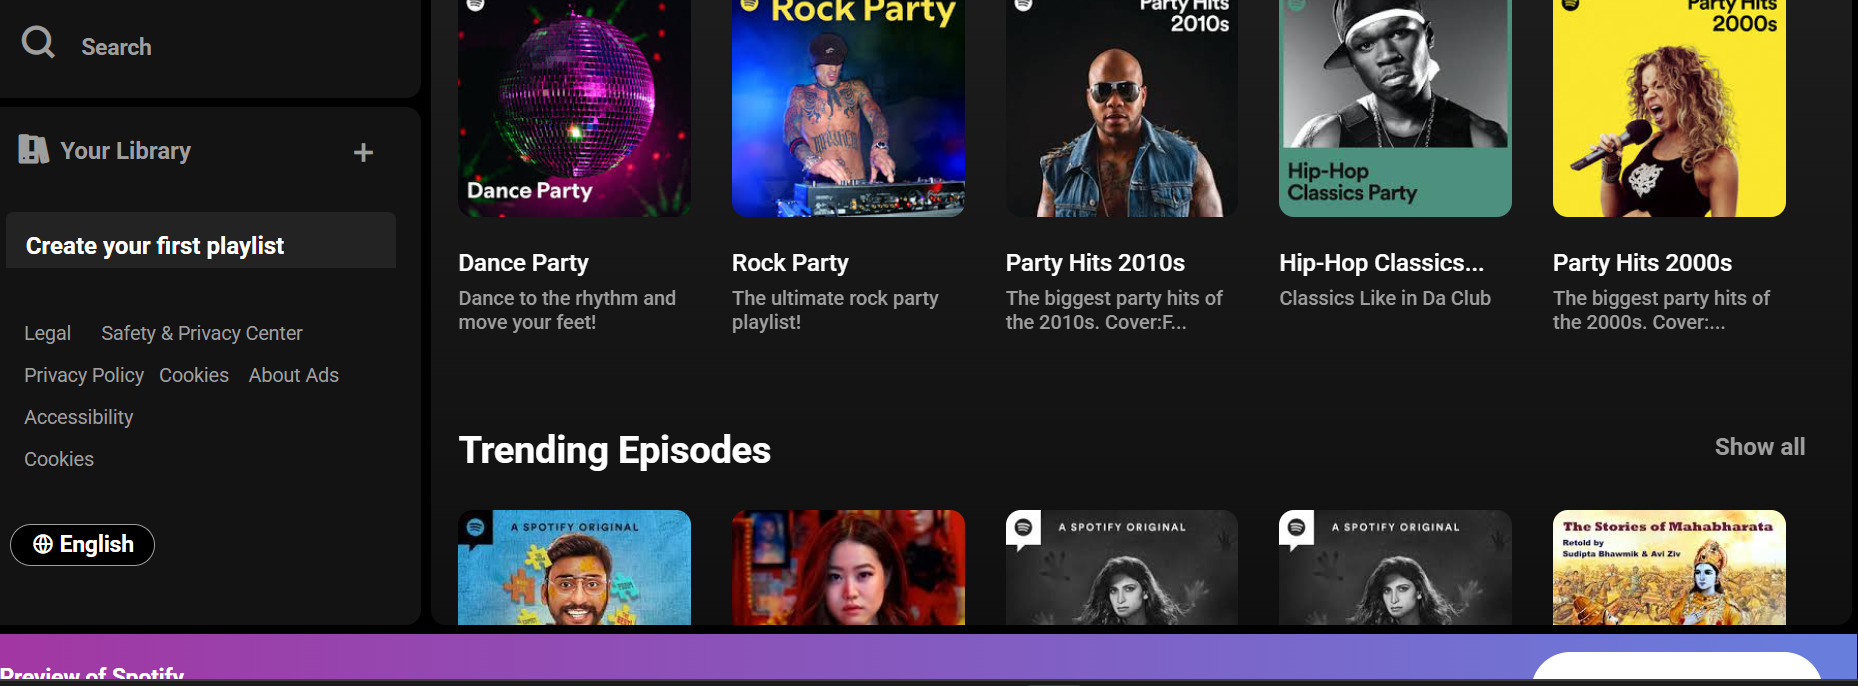 Search
Your Library
+
Create your first playlist
Legal Safety & Privacy Center
Privacy Policy Cookies About Ads
Accessibility
Cookies
English
Dance Party
Rock Party
Party Hits
2010s
Hip-Hop
Classics Party
Party Hits
2000s
Dance Party
Dance to the rhythm and
move your feet!
Rock Party
The ultimate rock party
playlist!
Party Hits 2010s
The biggest party hits of
the 2010s. Cover:F...
Hip-Hop Classics...
Classics Like in Da Club
Party Hits 2000s
The biggest party hits of
the 2000s. Cover:...
Trending Episodes
Show all
A SPOTIFY ORIGINAL
A SPOTIFY ORIGINAL
A SPOTIFY ORIGINAL
The Stories of Mahabharata
Retold by
Sudipta Bhawmik & Avi Ziv
Preview of Spotify